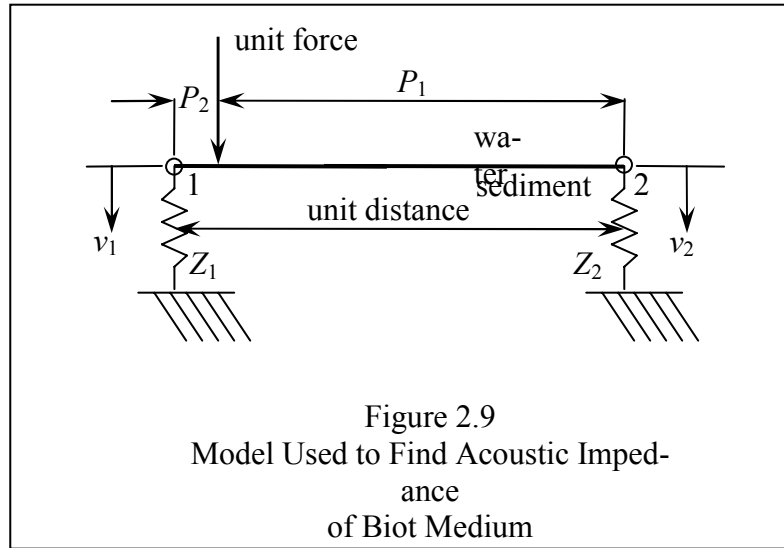 unit force
P2
P1
wa-
ter
sediment
1
2
unit distance
v1
v2
Z1
Z2
Figure 2.9
Model Used to Find Acoustic Imped-
ance
of Biot Medium